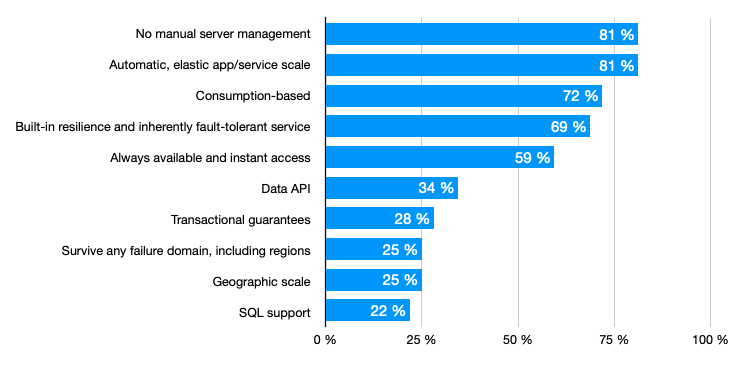 No manual server management 81 %
Automatic, elastic app/service scale 81 %
Consumption-based 72 %
Built-in resilience and inherently fault-tolerant service 69 %
Always available and instant access 59 %
Data API 34 %
Transactional guarantees 28 %
Survive any failure domain, including regions 25 %
Geographic scale 25 %
SQL support 22 %
0 % 25 % 50 % 75 % 100 %